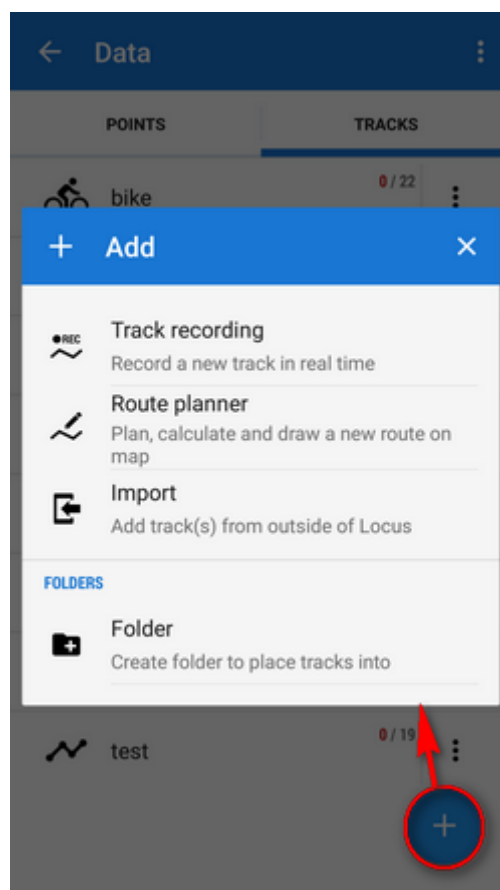 Data
POINTS TRACKS
bike 0 / 22
Add
REC
Track recording
Record a new track in real time
Route planner
Plan, calculate and draw a new route on
map
Import
Add track(s) from outside of Locus
FOLDERS
Folder
Create folder to place tracks into
test 0 / 19